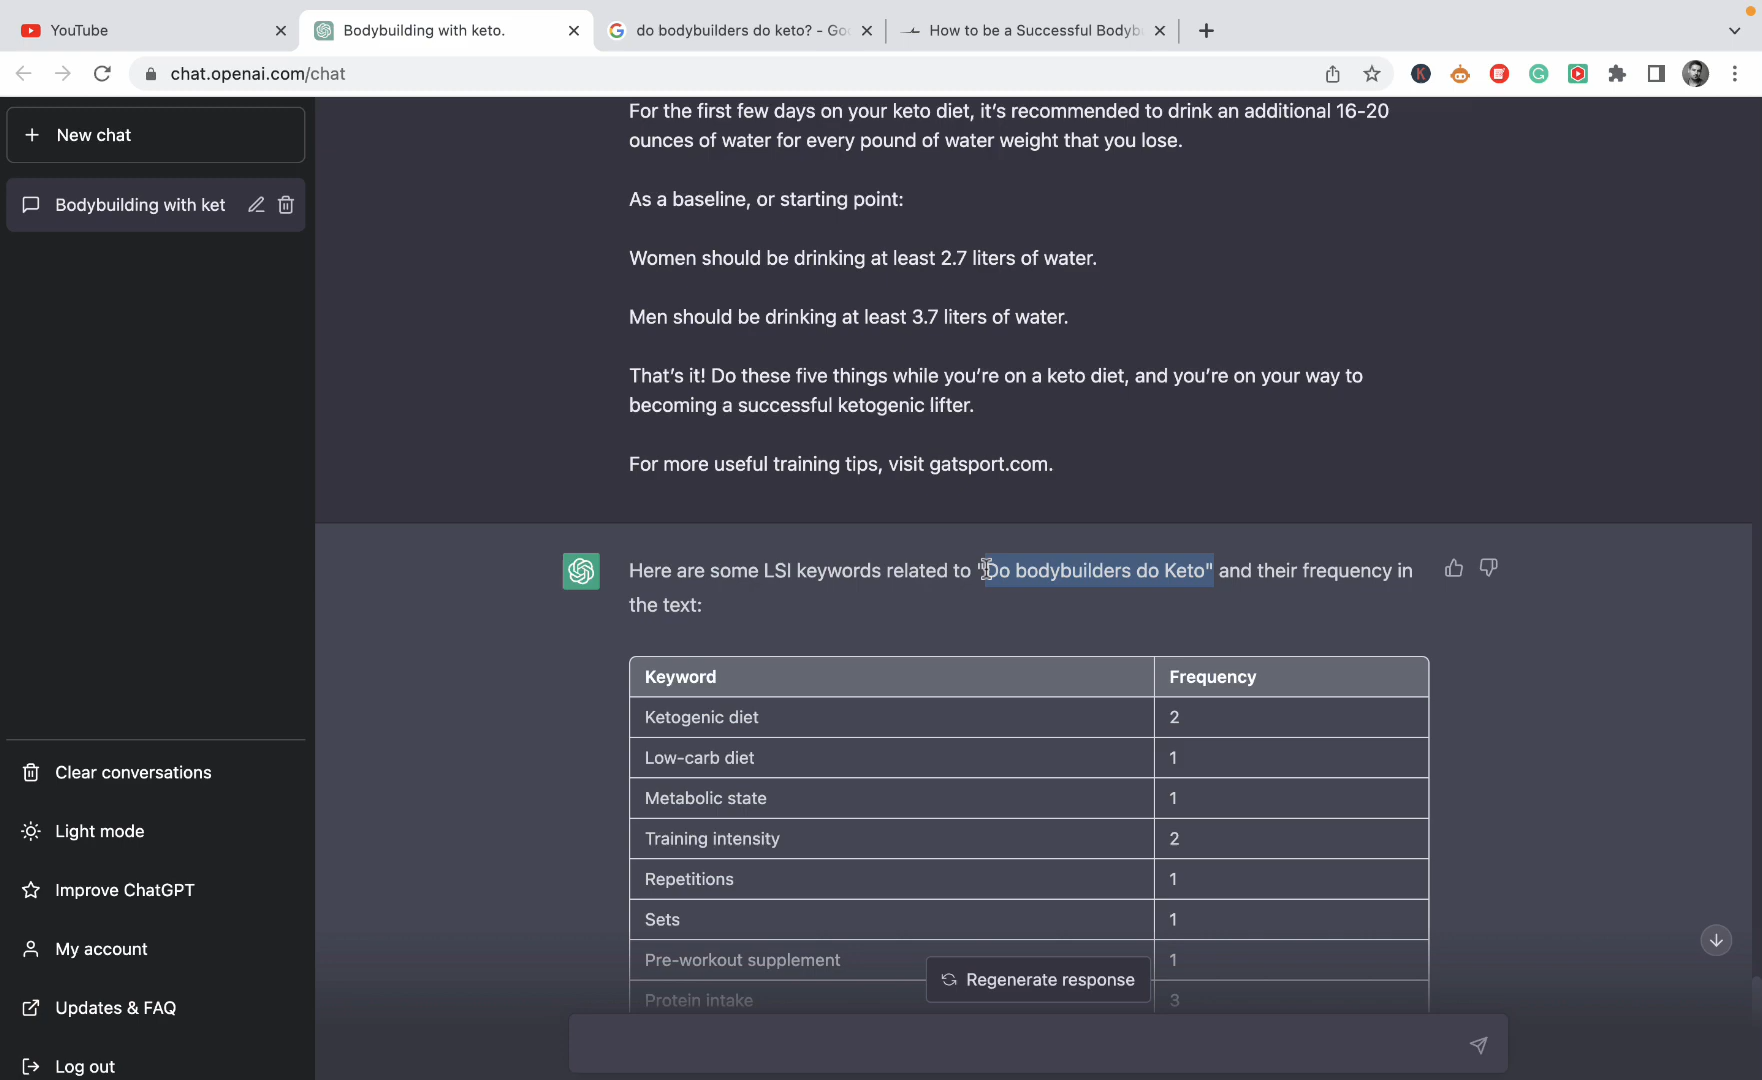 YouTube
Bodybuilding with keto.
do bodybuilders do keto? - Goo
How to be a Successful Bodyb
chat.openai.com/chat
New chat
Bodybuilding with ket
Clear conversations
Light mode
Improve ChatGPT
My account
Updates & FAQ
Log out
For the first few days on your keto diet, it’s recommended to drink an additional 16-20
ounces of water for every pound of water weight that you lose.
As a baseline, or starting point:
Women should be drinking at least 2.7 liters of water.
Men should be drinking at least 3.7 liters of water.
That’s it! Do these five things while you’re on a keto diet, and you’re on your way to
becoming a successful ketogenic lifter.
For more useful training tips, visit gatsport.com.
Here are some LSI keywords related to "Do bodybuilders do Keto" and their frequency in
the text:
Keyword Frequency
Ketogenic diet 2
Low-carb diet 1
Metabolic state 1
Training intensity 2
Repetitions 1
Sets 1
Pre-workout supplement 1
Regenerate response
Protein intake 3